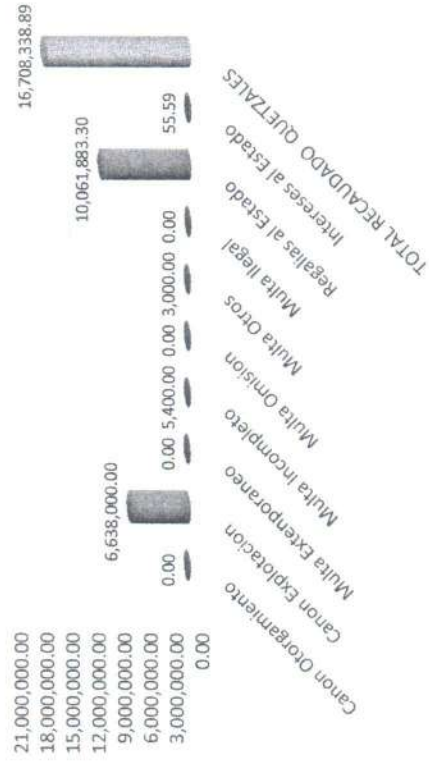 21,000,000.00
18,000,000.00
15,000,000.00
12,000,000.00
9,000,000.00
6,000,000.00
3,000,000.00
0.00
0.00
6,638,000.00
0.00
5,400.00
0.00
3,000.00
0.00
10,061,883.30
55.59
16,708,338.89
Canon Otorgamiento
Canon Explotacion
Multa Extenporaneo
Multa Incompleto
Multa Omision
Multa Otros
Multa Ilegal
Regalias al Estado
Intereses al Estado
TOTAL RECAUDADO QUETZALES